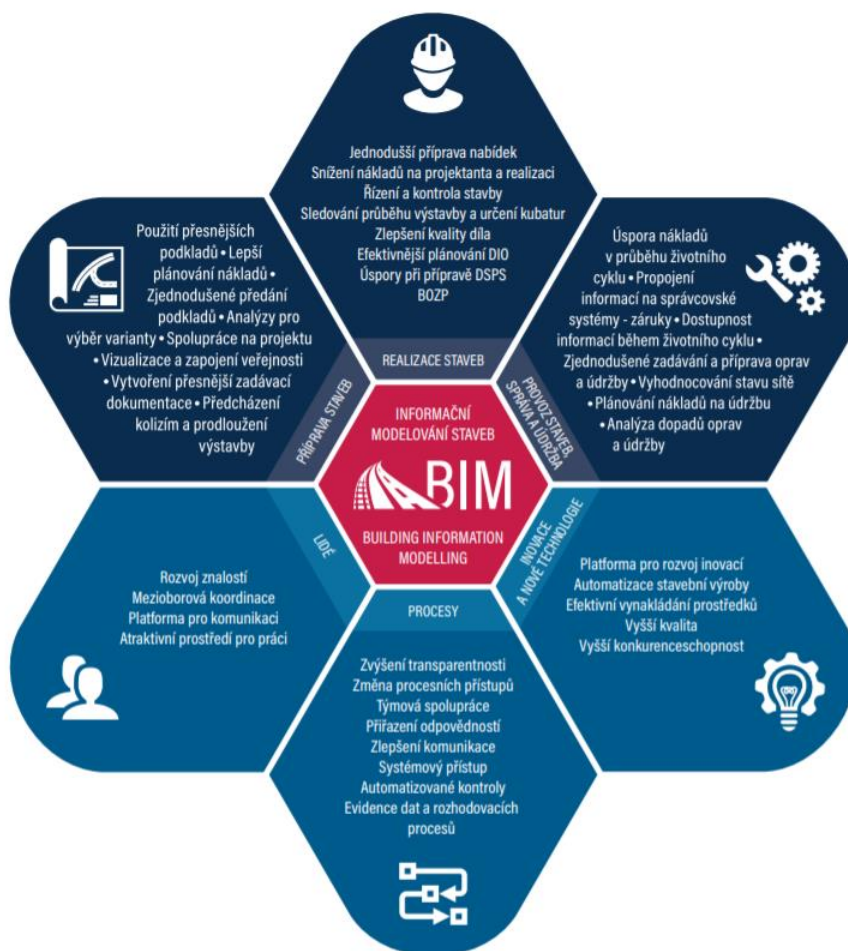 Jednodušší příprava nabídek
Snížení nákladů na projektanta a realizaci
Řízení a kontrola stavby
Sledování průběhu výstavby a určení kubatur
Zlepšení kvality díla
Efektivnější plánování DIO
Úspory při přípravě DSPS
BOZP
REALIZACE STAVEB
Použití přesnějších
podkladů • Lepší
plánování nákladů •
Zjednodušené předání
podkladů • Analýzy pro
výběr varianty • Spolupráce na projektu
• Vizualizace a zapojení veřejnosti
• Vytvoření přesnější zadávací
dokumentace • Předcházení
kolizím a prodloužení
výstavby
PŘÍPRAVA STAVEB
Úspora nákladů
v průběhu životního
cyklu • Propojení
informací na správcovské
systémy - záruky • Dostupnost
informací během životního cyklu •
Zjednodušené zadávání a příprava oprav
a údržby • Vyhodnocování stavu sítě
• Plánování nákladů na údržbu
• Analýza dopadů oprav
a údržby
PROVOZ STAVEB,
SPRÁVA A ÚDRŽBA
INFORMAČNÍ
MODELOVÁNÍ STAVEB
BIM
BUILDING INFORMATION
MODELLING
LIDÉ
Rozvoj znalostí
Mezioborová koordinace
Platforma pro komunikaci
Atraktivní prostředí pro práci
PROCESY
Zvýšení transparentnosti
Změna procesních přístupů
Týmová spolupráce
Přiřazení odpovědností
Zlepšení komunikace
Systémový přístup
Automatizované kontroly
Evidence dat a rozhodovacích
procesů
INOVACE
A NOVÉ TECHNOLOGIE
Platforma pro rozvoj inovací
Automatizace stavební výroby
Efektivní vynakládání prostředků
Vyšší kvalita
Vyšší konkurenceschopnost